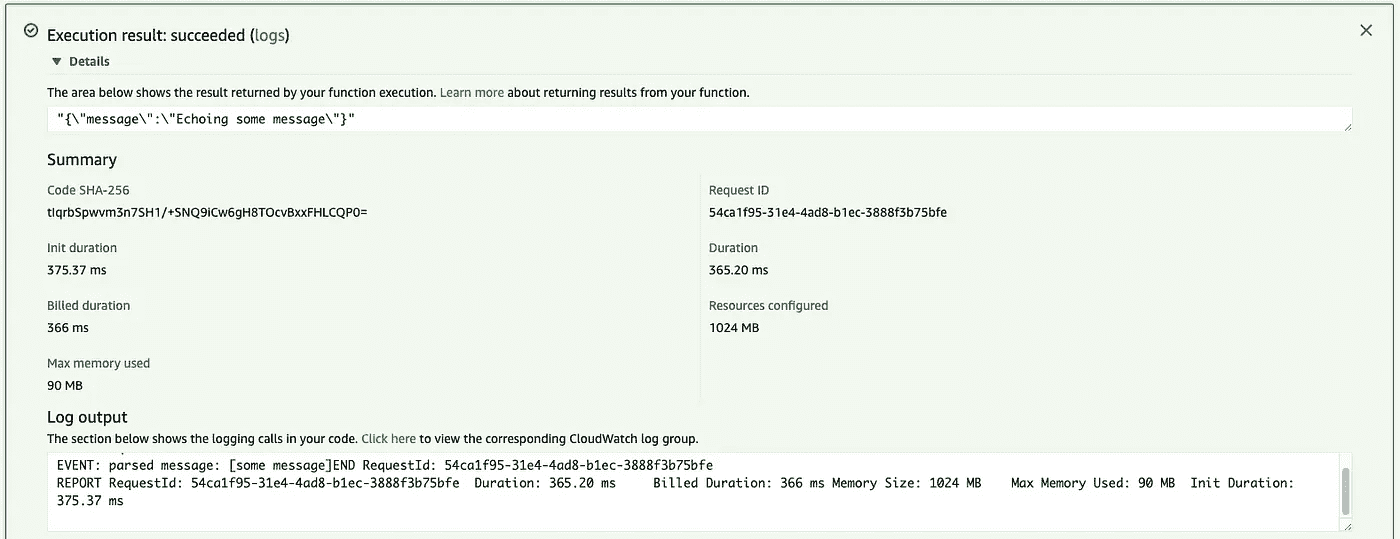 Execution result: succeeded (logs)
▼ Details
The area below shows the result returned by your function execution. Learn more about returning results from your function.
"{\"message\":\"Echoing some message\"}"
Summary
Code SHA-256
tIqrbSpwvm3n7SH1/+SNQ9iCw6gH8TOcvBxxFHLCQP0=
Request ID
54ca1f95-31e4-4ad8-b1ec-3888f3b75bfe
Init duration
375.37 ms
Duration
365.20 ms
Billed duration
366 ms
Resources configured
1024 MB
Max memory used
90 MB
Log output
The section below shows the logging calls in your code. Click here to view the corresponding CloudWatch log group.
EVENT: parsed message: [some message]END RequestId: 54ca1f95-31e4-4ad8-b1ec-3888f3b75bfe
REPORT RequestId: 54ca1f95-31e4-4ad8-b1ec-3888f3b75bfe Duration: 365.20 ms Billed Duration: 366 ms Memory Size: 1024 MB Max Memory Used: 90 MB Init Duration:
375.37 ms